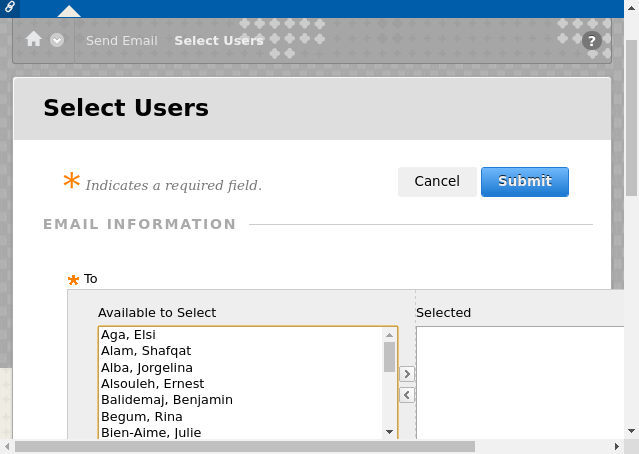 Send Email
Select Users
?
Select Users
* Indicates a required field.
Cancel
Submit
EMAIL INFORMATION
* To
Available to Select
Selected
Aga, Elsi
Alam, Shafqat
Alba, Jorgelina
Alsouleh, Ernest
Balidemaj, Benjamin
Begum, Rina
Bien-Aime, Julie